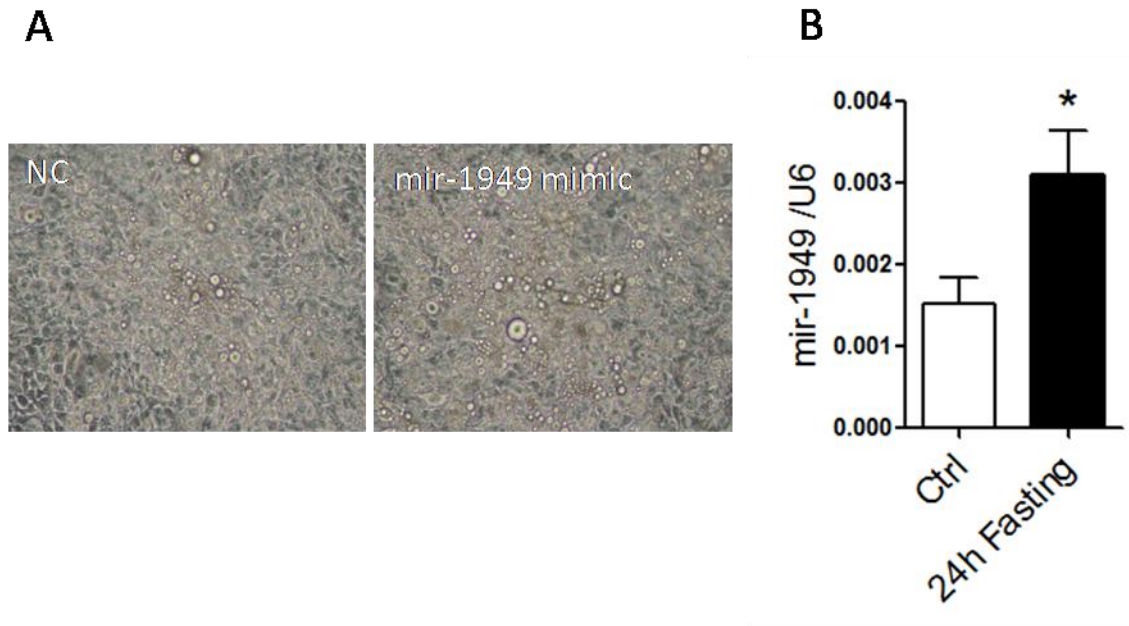 A
B
NC
mir-1949 mimic
mir-1949 /U6
0.004
0.003
0.002
0.001
0.000
*
Ctrl
24h Fasting